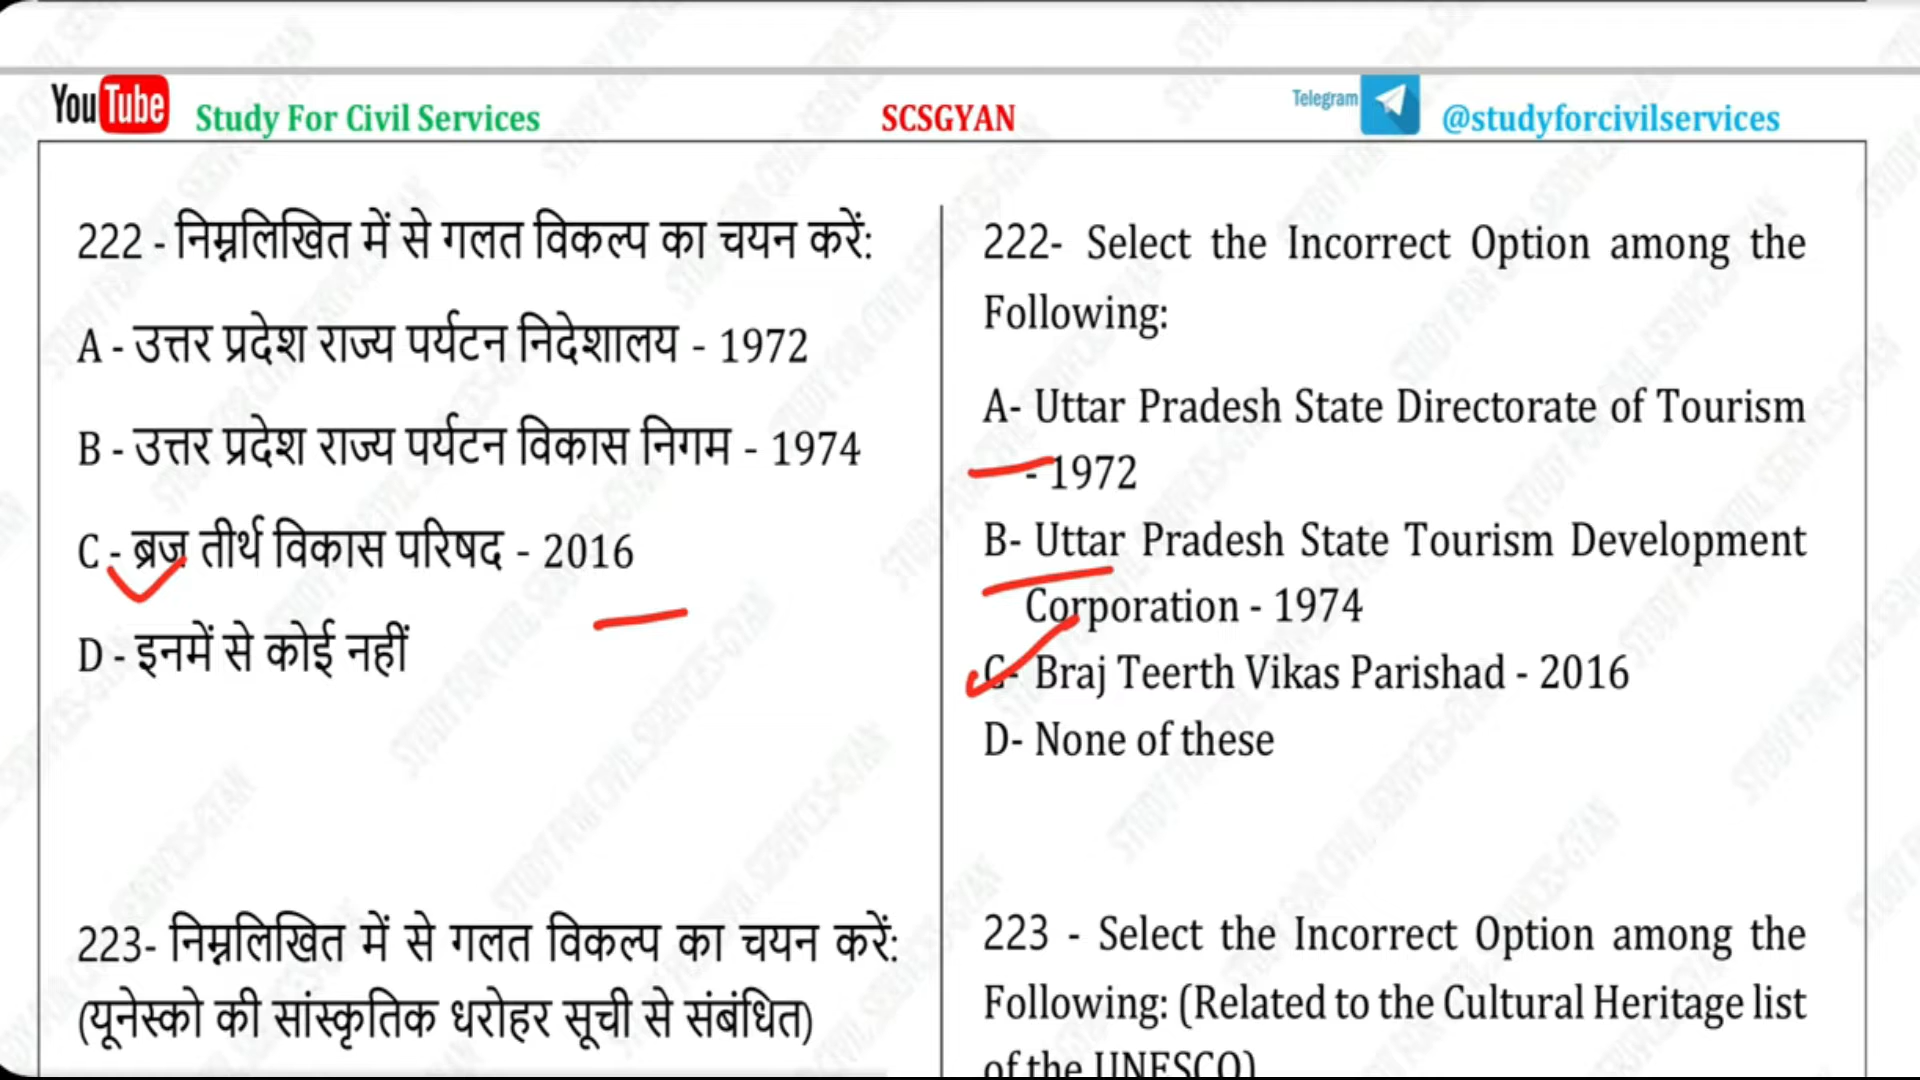 YouTube Study For Civil Services SCSGYAN Telegram @studyforcivilservices
222 - निम्नलिखित में से गलत विकल्प का चयन करें:
A - उत्तर प्रदेश राज्य पर्यटन निदेशालय - 1972
B - उत्तर प्रदेश राज्य पर्यटन विकास निगम - 1974
C - ब्रज तीर्थ विकास परिषद - 2016
D - इनमें से कोई नहीं
223- निम्नलिखित में से गलत विकल्प का चयन करें:
(यूनेस्को की सांस्कृतिक धरोहर सूची से संबंधित)
222- Select the Incorrect Option among the
Following:
A- Uttar Pradesh State Directorate of Tourism
- 1972
B- Uttar Pradesh State Tourism Development
Corporation - 1974
C- Braj Teerth Vikas Parishad - 2016
D- None of these
223 - Select the Incorrect Option among the
Following: (Related to the Cultural Heritage list
of the UNESCO)